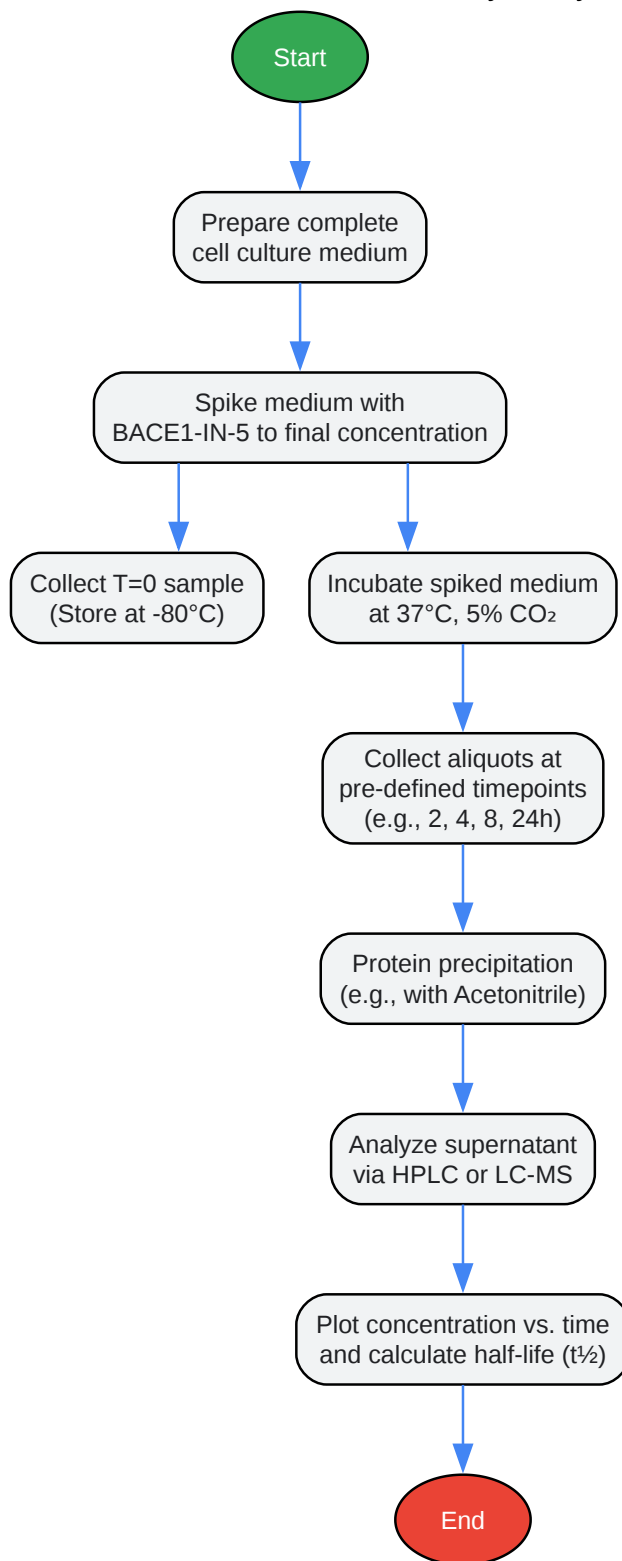 Start
Prepare complete
cell culture medium
Spike medium with
BACE1-IN-5 to final concentration
Collect T=0 sample
(Store at -80°C)
Incubate spiked medium
at 37°C, 5% CO₂
Collect aliquots at
pre-defined timepoints
(e.g., 2, 4, 8, 24h)
Protein precipitation
(e.g., with Acetonitrile)
Analyze supernatant
via HPLC or LC-MS
Plot concentration vs. time
and calculate half-life (t½)
End